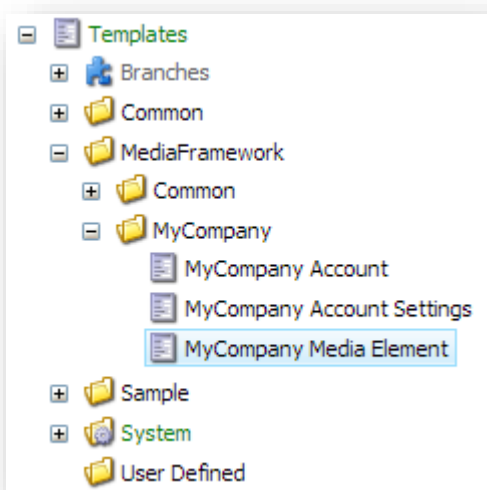 Templates
Branches
Common
MediaFramework
Common
MyCompany
MyCompany Account
MyCompany Account Settings
MyCompany Media Element
Sample
System
User Defined